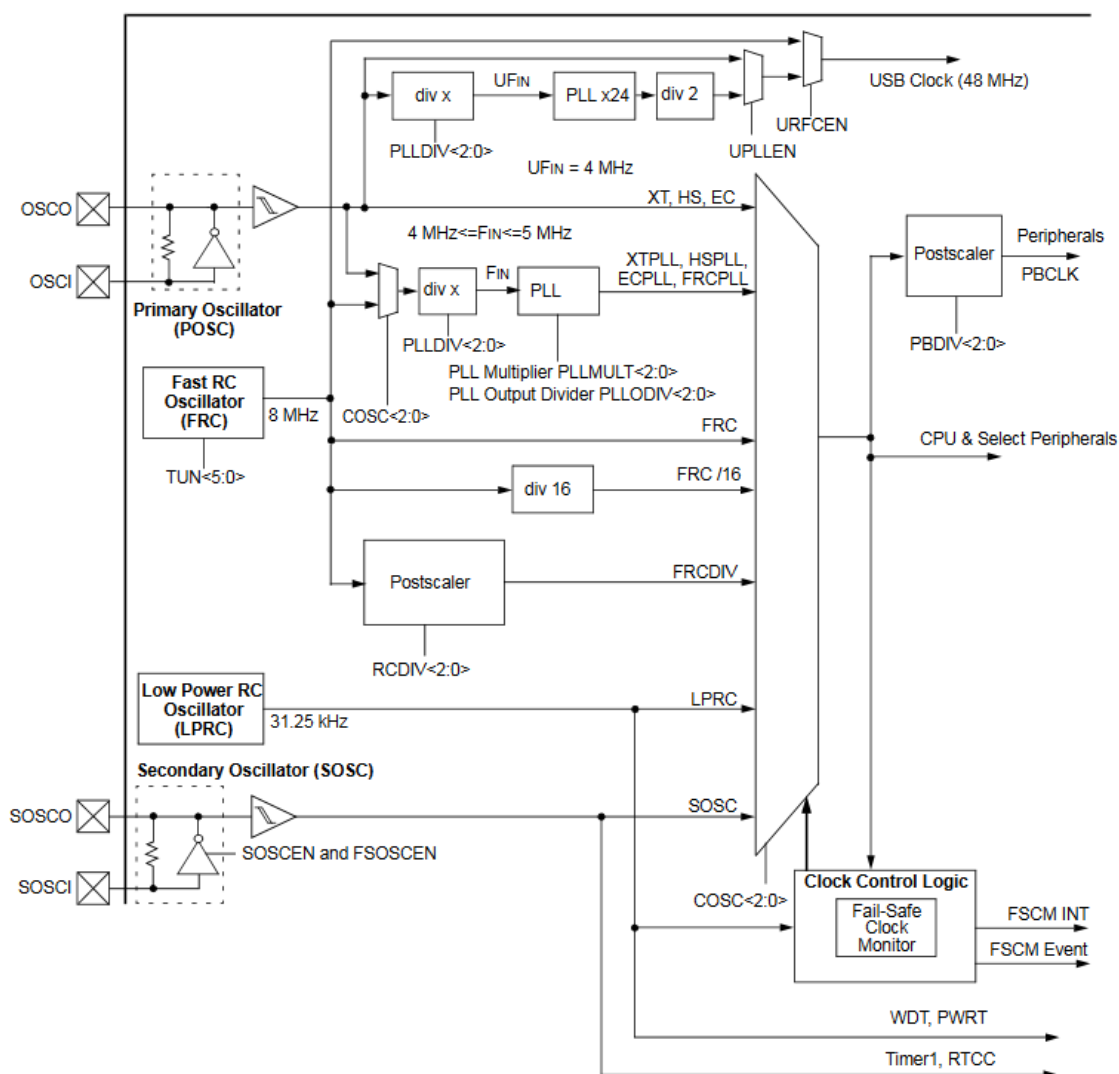 USB Clock (48 MHz)
div x
UFIN
PLL x24
div 2
PLLDIV<2:0>
UPLLEN
URFCEN
UFIN = 4 MHz
OSCO
OSCI
Primary Oscillator
(POSC)
XT, HS, EC
4 MHz<=FIN<=5 MHz
div x
FIN
PLL
XTPLL, HSPLL,
ECPLL, FRCPLL
PLLDIV<2:0>
PLL Multiplier PLLMULT<2:0>
PLL Output Divider PLLODIV<2:0>
COSC<2:0>
Postscaler
Peripherals
PBCLK
PBDIV<2:0>
Fast RC
Oscillator
(FRC)
8 MHz
TUN<5:0>
FRC
CPU & Select Peripherals
div 16
FRC /16
Postscaler
FRCDIV
RCDIV<2:0>
Low Power RC
Oscillator
(LPRC)
31.25 kHz
LPRC
Secondary Oscillator (SOSC)
SOSCO
SOSCI
SOSCEN and FSOSCEN
SOSC
COSC<2:0>
Clock Control Logic
Fail-Safe
Clock
Monitor
FSCM INT
FSCM Event
WDT, PWRT
Timer1, RTCC